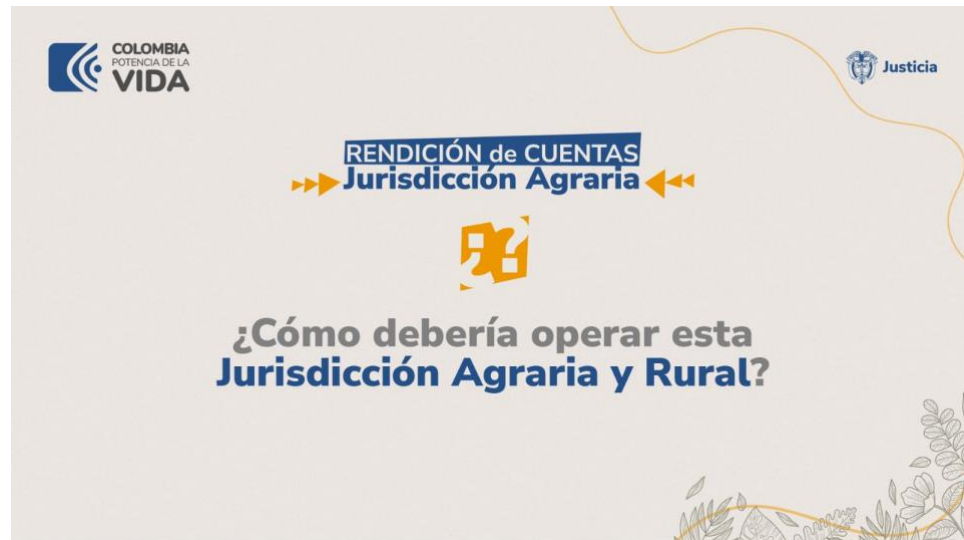 COLOMBIA
POTENCIA DE LA
VIDA
Justicia
RENDICIÓN de CUENTAS
Jurisdicción Agraria
¿?
¿Cómo debería operar esta
Jurisdicción Agraria y Rural?